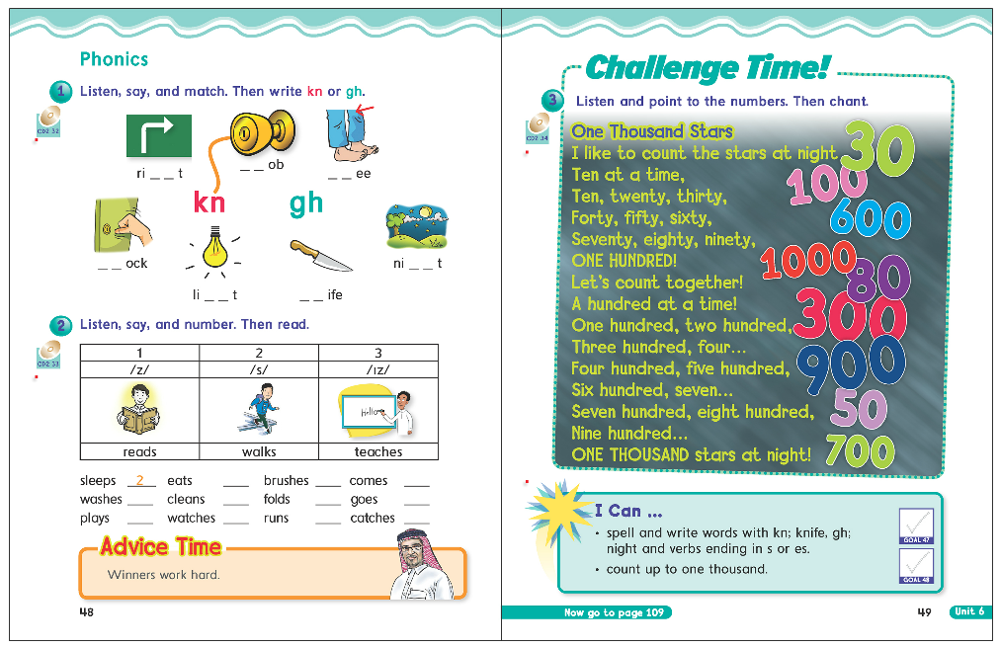 Phonics
1 Listen, say, and match. Then write kn or gh.
CD2 32
ri _ _ t
_ _ ob
_ _ ee
kn gh
_ _ ock
li _ _ t
_ _ ife
ni _ _ t
2 Listen, say, and number. Then read.
CD2 33
1 2 3
/z/ /s/ /ız/
Hello
reads walks teaches
sleeps 2 eats ___ brushes ___ comes ___
washes ___ cleans ___ folds ___ goes ___
plays ___ watches ___ runs ___ catches ___
Advice Time
Winners work hard.
48
Challenge Time!
3 Listen and point to the numbers. Then chant.
CD2 34
One Thousand Stars
I like to count the stars at night
Ten at a time,
Ten, twenty, thirty,
Forty, fifty, sixty,
Seventy, eighty, ninety,
ONE HUNDRED!
Let's count together!
A hundred at a time!
One hundred, two hundred,
Three hundred, four...
Four hundred, five hundred,
Six hundred, seven...
Seven hundred, eight hundred,
Nine hundred...
ONE THOUSAND stars at night!
30
100
600
1000
80
300
900
50
700
I Can ...
• spell and write words with kn; knife, gh;
night and verbs ending in s or es.
• count up to one thousand.
GOAL 47
GOAL 48
Now go to page 109
49 Unit 6